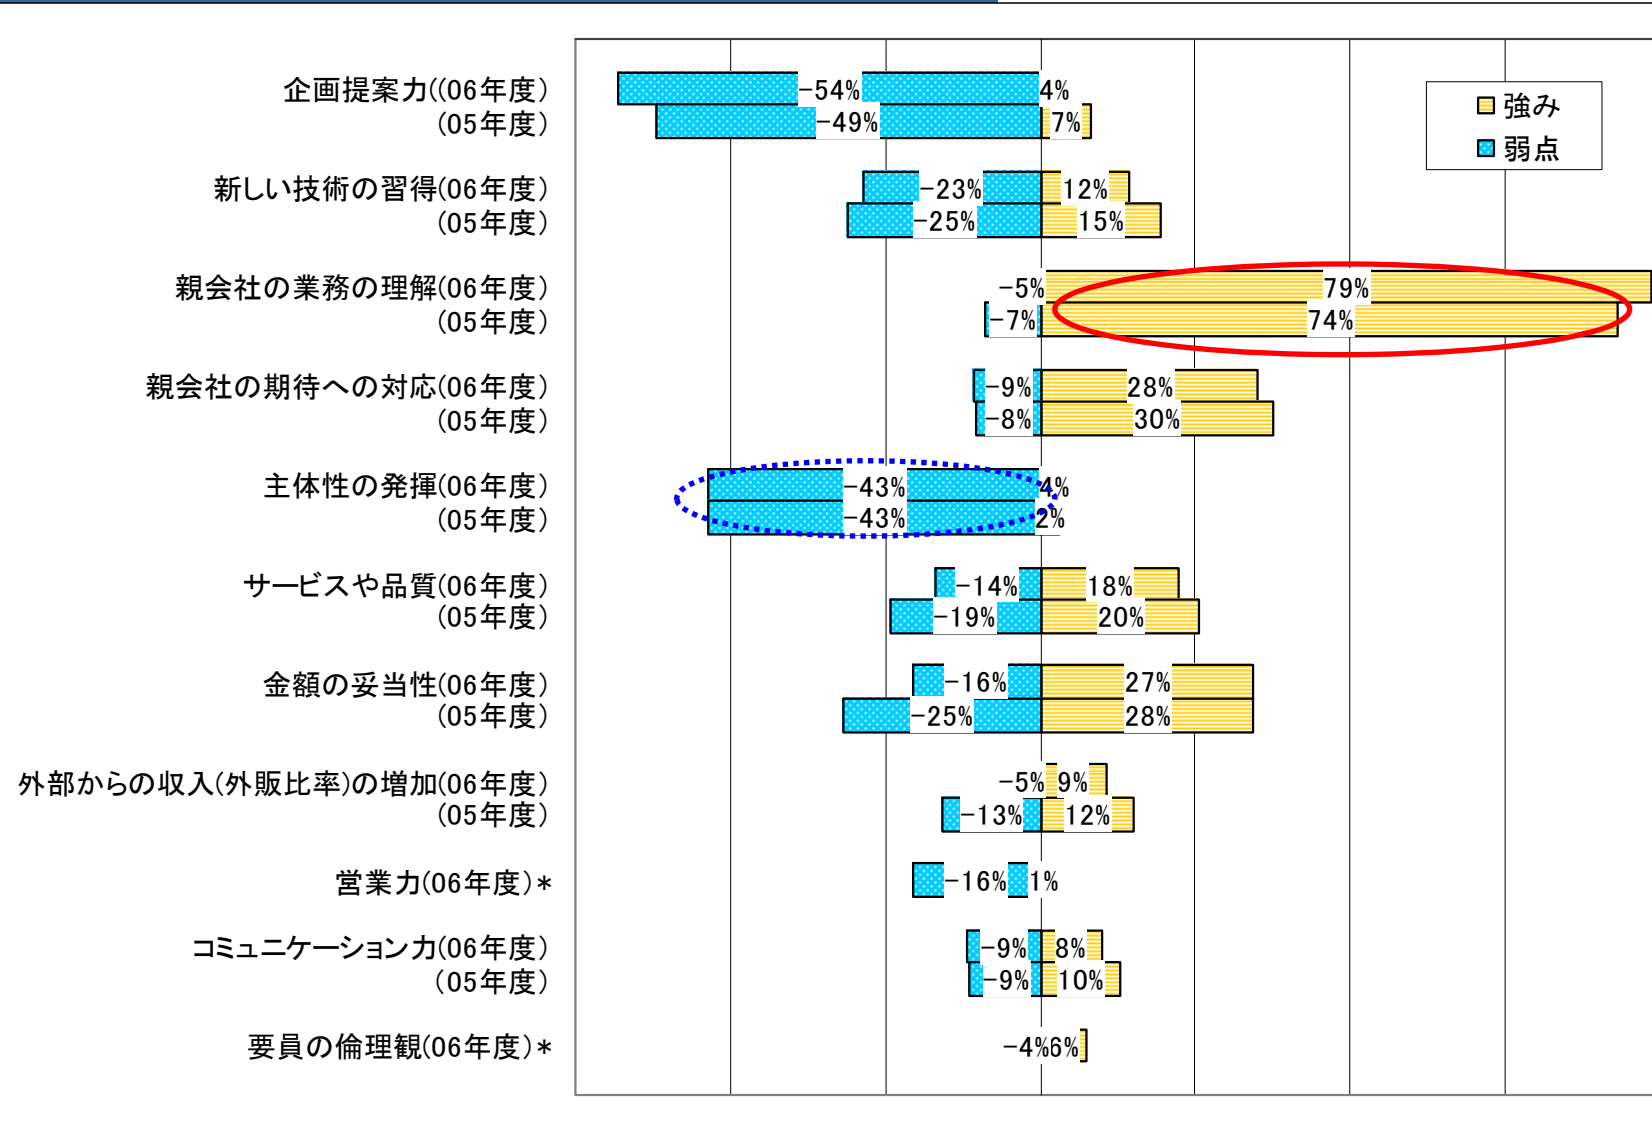 企画提案力((06年度) -54% 4%
(05年度) -49% 7%
強み
弱点
新しい技術の習得(06年度) -23% 12%
(05年度) -25% 15%
親会社の業務の理解(06年度) -5% 79%
(05年度) -7% 74%
親会社の期待への対応(06年度) -9% 28%
(05年度) -8% 30%
主体性の発揮(06年度) -43% 4%
(05年度) -43% 2%
サービスや品質(06年度) -14% 18%
(05年度) -19% 20%
金額の妥当性(06年度) -16% 27%
(05年度) -25% 28%
外部からの収入(外販比率)の増加(06年度) -5% 9%
(05年度) -13% 12%
営業力(06年度)* -16% 1%
コミュニケーション力(06年度) -9% 8%
(05年度) -9% 10%
要員の倫理観(06年度)* -4% 6%